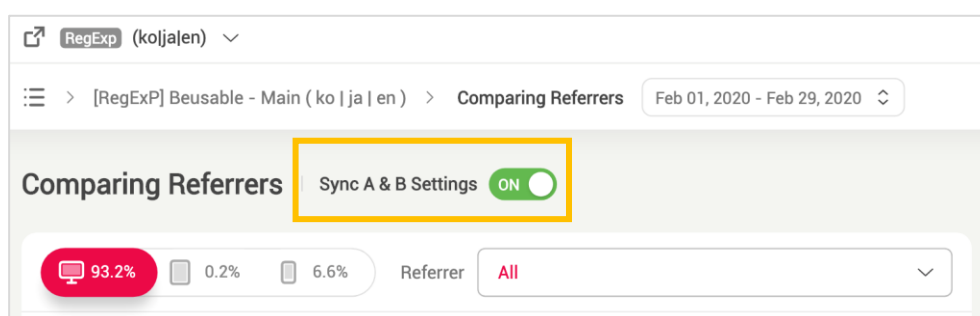 RegExp (ko|ja|en)
> [RegExP] Beusable - Main ( ko | ja | en ) > Comparing Referrers Feb 01, 2020 - Feb 29, 2020
Comparing Referrers | Sync A & B Settings ON
93.2% 0.2% 6.6% Referrer All